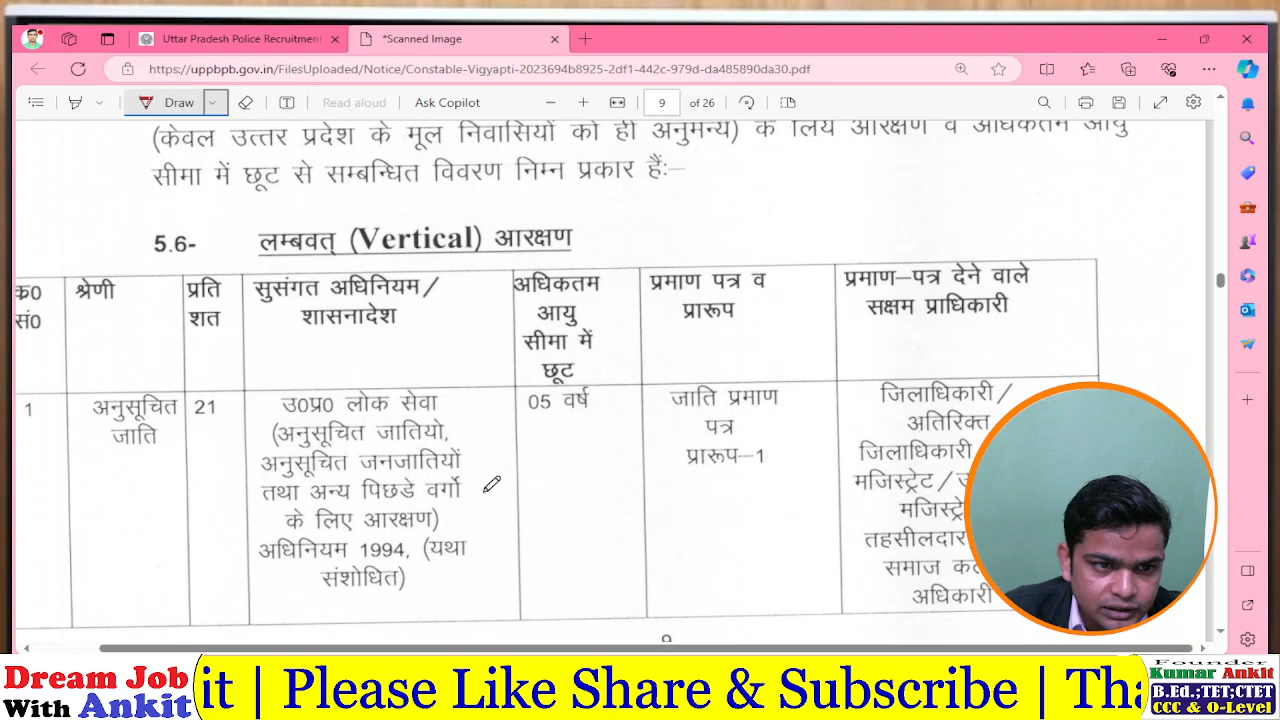 Uttar Pradesh Police Recruitment
*Scanned Image
https://uppbpb.gov.in/FilesUploaded/Notice/Constable-Vigyapti-2023694b8925-2df1-442c-979d-da485890da30.pdf
Draw
Read aloud
Ask Copilot
9 of 26
(केवल उत्तर प्रदेश के मूल निवासियों को ही अनुमन्य) के लिये आरक्षण व अधिकतम आयु
सीमा में छूट से सम्बन्धित विवरण निम्न प्रकार हैंः—
5.6- लम्बवत् (Vertical) आरक्षण
क0 सं0
श्रेणी
प्रति शत
सुसंगत अधिनियम/
शासनादेश
अधिकतम
आयु
सीमा में
छूट
प्रमाण पत्र व
प्रारूप
प्रमाण–पत्र देने वाले
सक्षम प्राधिकारी
1
अनुसूचित
जाति
21
उ0प्र0 लोक सेवा
(अनुसूचित जातियो,
अनुसूचित जनजातियों
तथा अन्य पिछडे वर्गो
के लिए आरक्षण)
अधिनियम 1994, (यथा
संशोधित)
05 वर्ष
जाति प्रमाण
पत्र
प्रारूप–1
जिलाधिकारी/
अतिरिक्त
जिलाधिकारी
मजिस्ट्रेट/
तहसीलदार
समाज
अधिकारी
Dream Job
With Ankit
it | Please Like Share & Subscribe | Tha
Founder
Kumar Ankit
B.Ed.;TET;CTET
CCC & O-Level